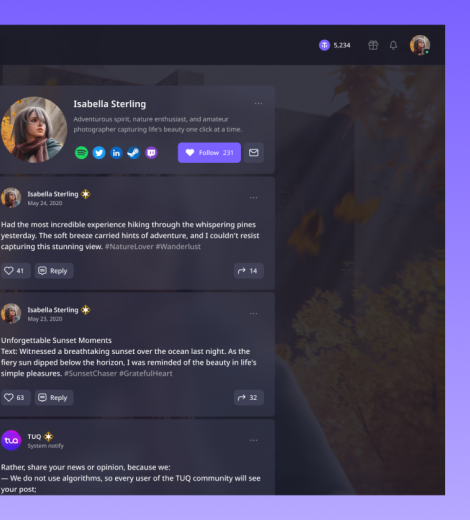 5,234
Isabella Sterling
Adventurous spirit, nature enthusiast, and amateur
photographer capturing life's beauty one click at a time.
Follow 231
Isabella Sterling
May 24, 2020
Had the most incredible experience hiking through the whispering pines
yesterday. The soft breeze carried hints of adventure, and I couldn't resist
capturing this stunning view. #NatureLover #Wanderlust
41 Reply 14
Isabella Sterling
May 23, 2020
Unforgettable Sunset Moments
Text: Witnessed a breathtaking sunset over the ocean last night. As the
fiery sun dipped below the horizon, I was reminded of the beauty in life's
simple pleasures. #SunsetChaser #GratefulHeart
63 Reply 32
tuq
TUQ
System notify
Rather, share your news or opinion, because we:
— We do not use algorithms, so every user of the TUQ community will see
your post;